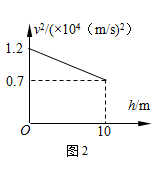 v²/(×10⁴ (m/s)²)
1.2
0.7
h/m
O
10
图2